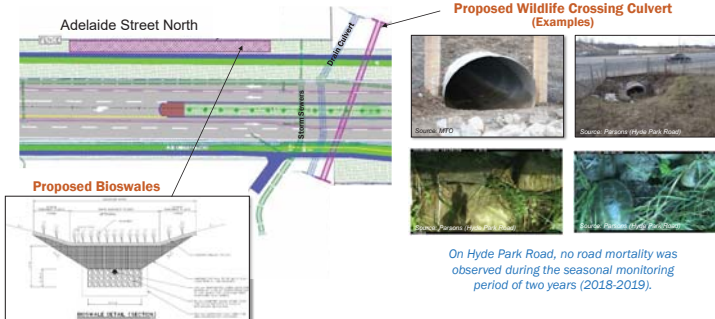 Proposed Wildlife Crossing Culvert
(Examples)
Adelaide Street North
Drain Culvert
Storm Sewers
Source: MTO
Source: Parsons (Hyde Park Road)
Source: Parsons (Hyde Park Road)
Source: Parsons (Hyde Park Road)
Proposed Bioswales
BIOSWALE DETAIL (SECTION)
On Hyde Park Road, no road mortality was
observed during the seasonal monitoring
period of two years (2018-2019).